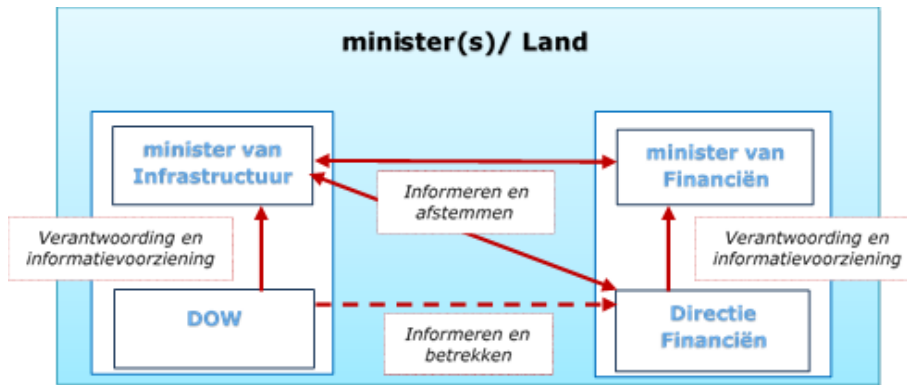 minister(s)/ Land
minister van
Infrastructuur
minister van
Financiën
Informeren en
afstemmen
Verantwoording en
informatievoorziening
Verantwoording en
informatievoorziening
DOW
Directie
Financiën
Informeren en
betrekken